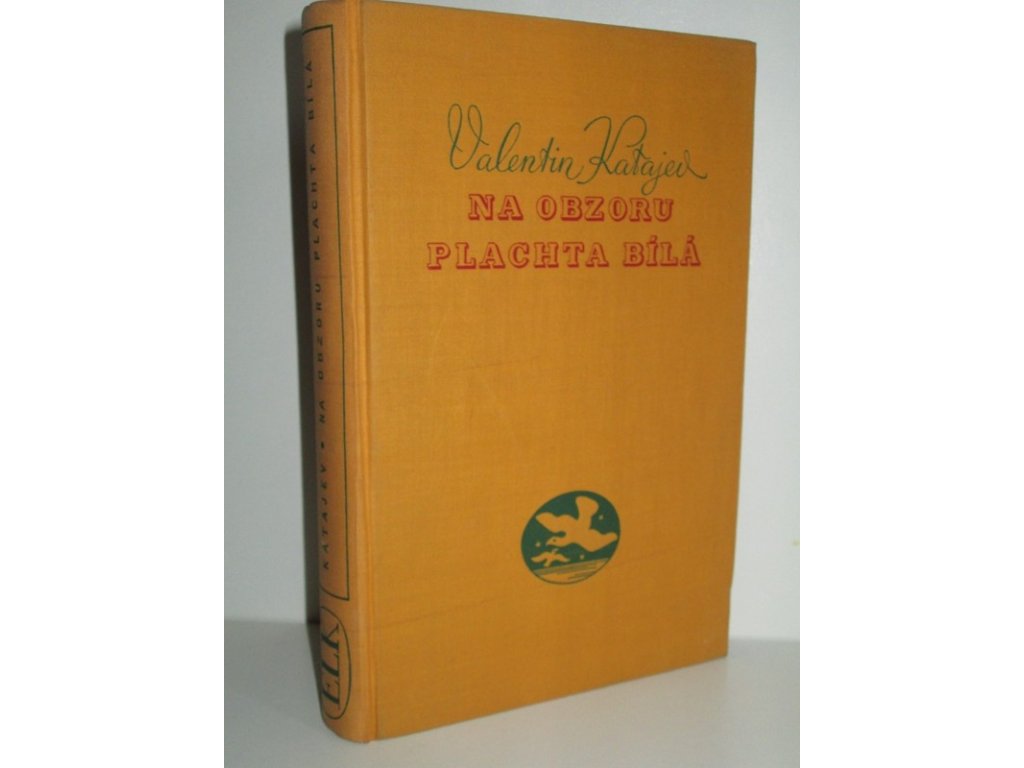 Valentin Katajev
NA OBZORU
PLACHTA BÍLÁ
KATAJEV • NA OBZORU PLACHTA BÍLÁ
ELK